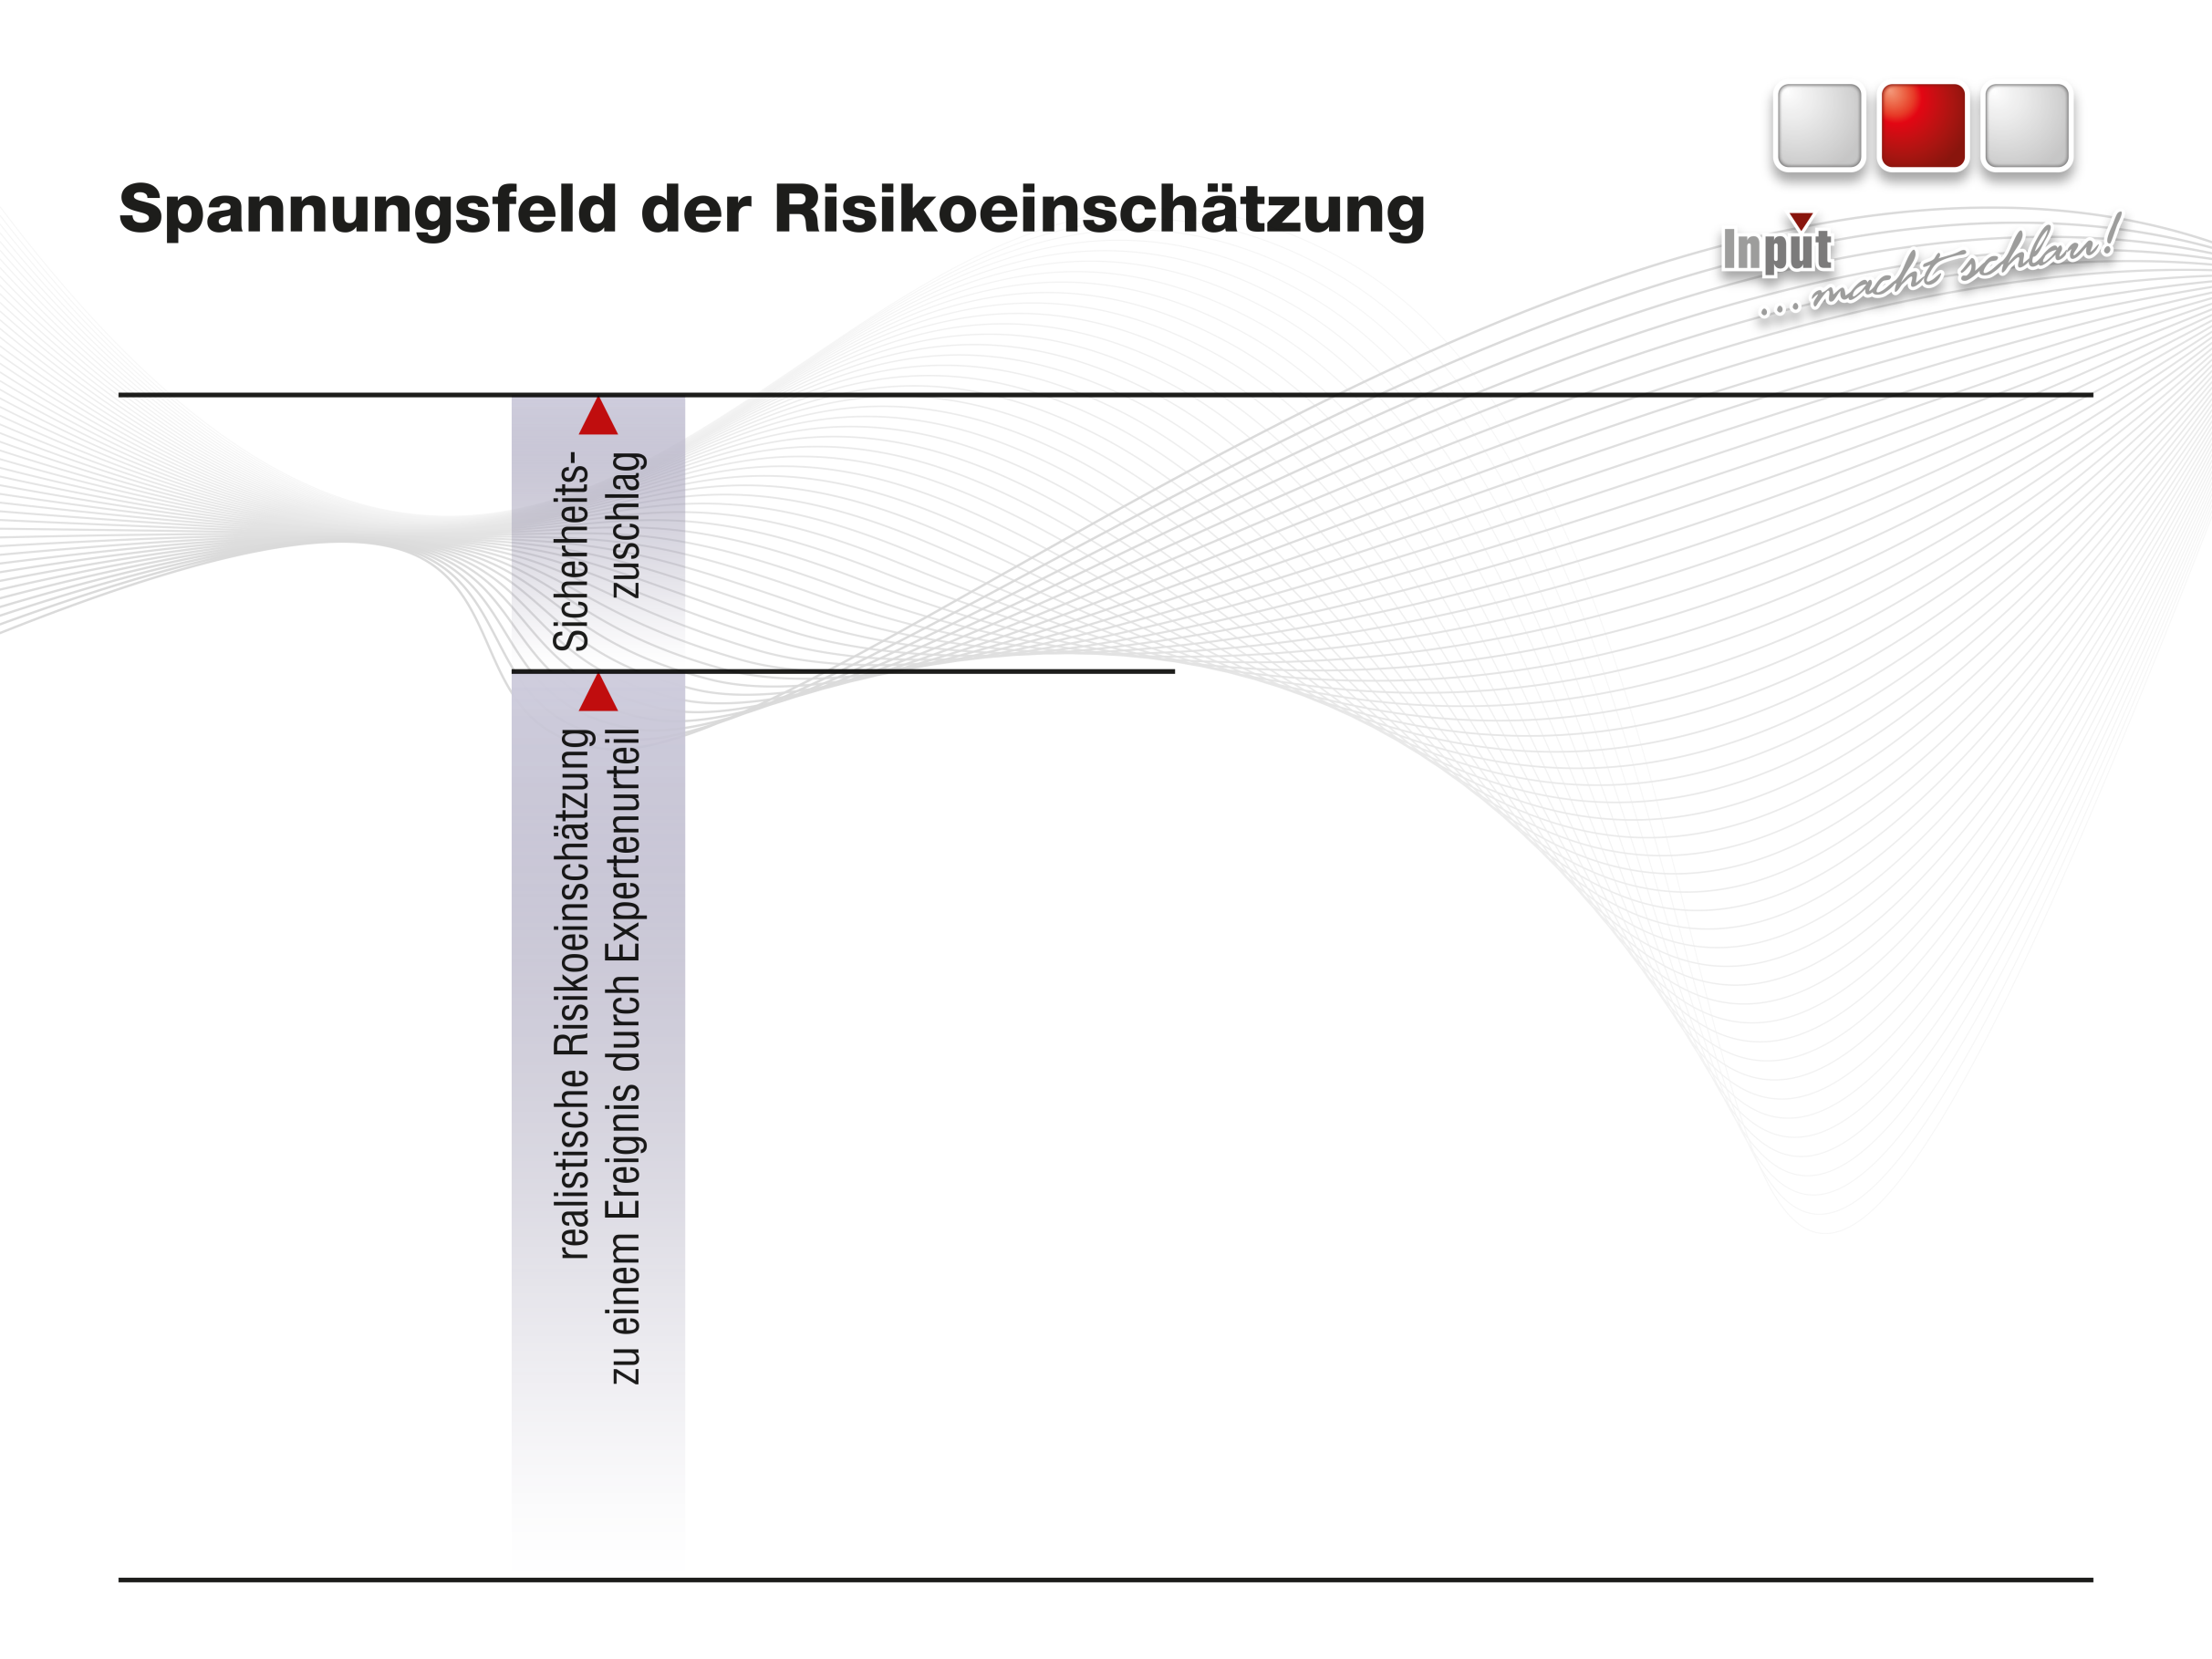 Spannungsfeld der Risikoeinschätzung
Input
... macht schlau!
Sicherheits-
zuschlag
realistische Risikoeinschätzung
zu einem Ereignis durch Expertenurteil